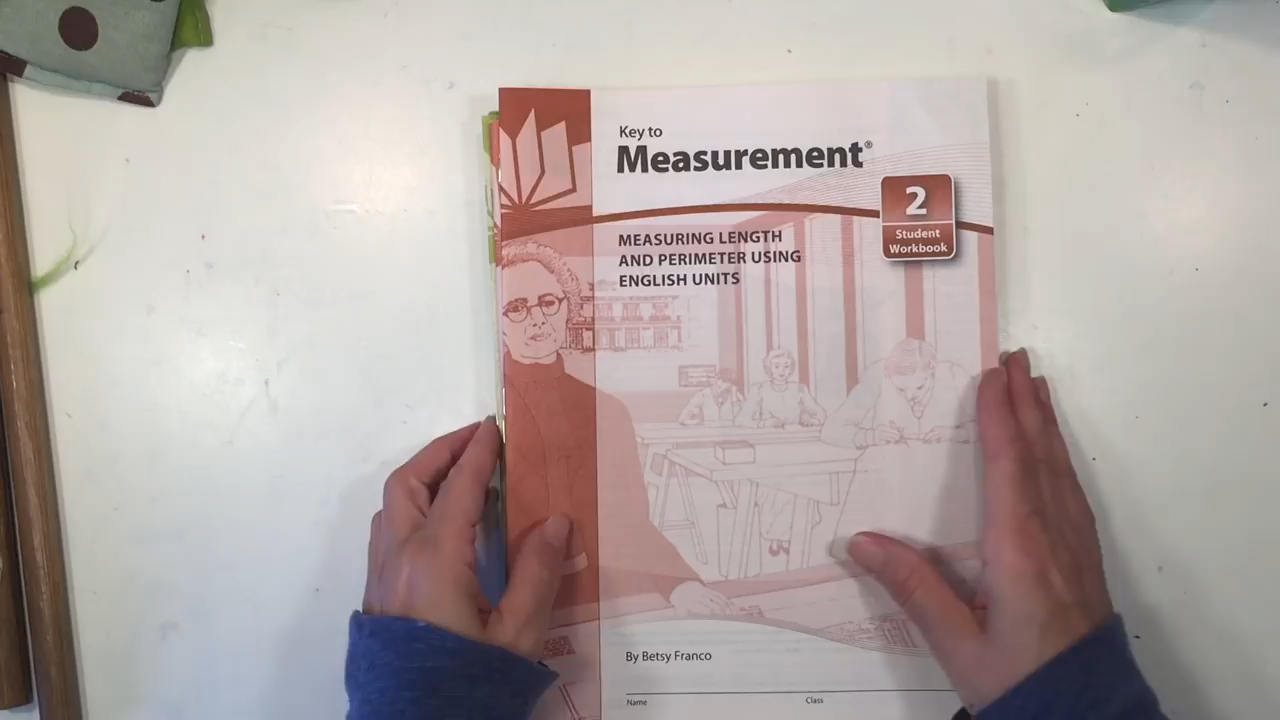 Key to
Measurement®
2
Student
Workbook
MEASURING LENGTH
AND PERIMETER USING
ENGLISH UNITS
By Betsy Franco
Name
Class